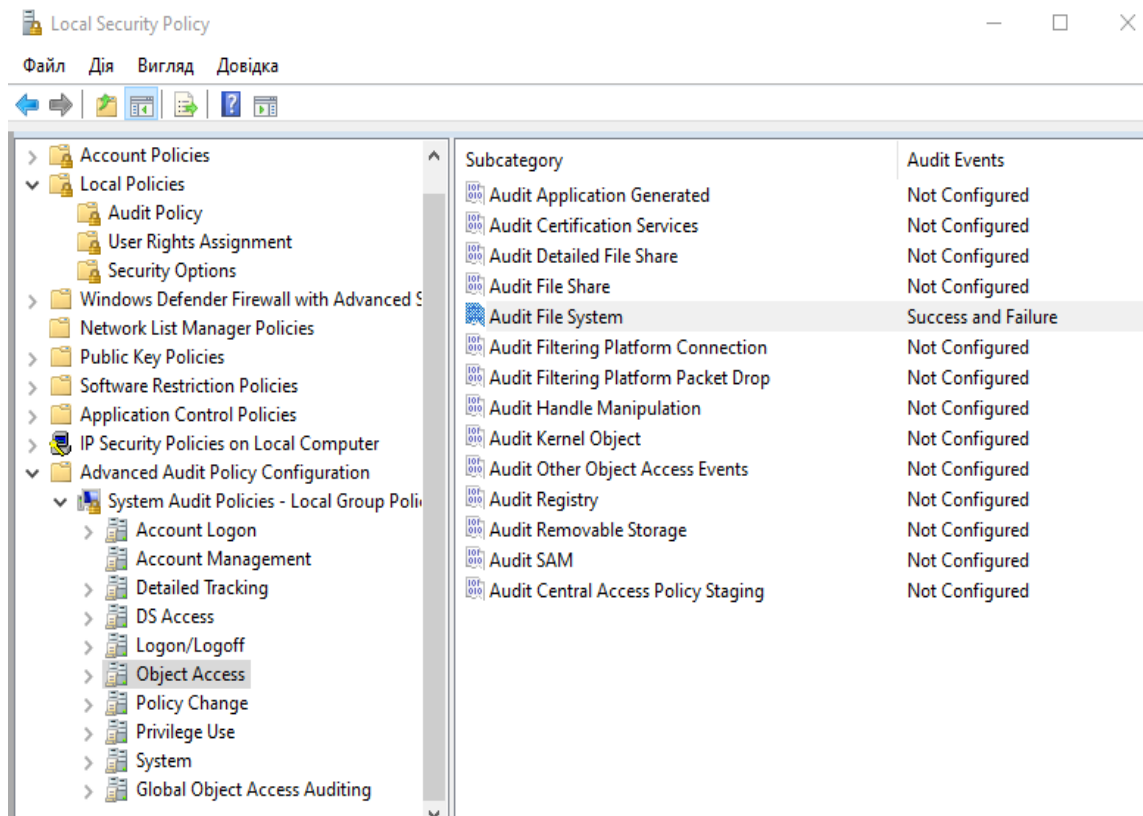 Local Security Policy
Файл Дія Вигляд Довідка
Account Policies
Local Policies
Audit Policy
User Rights Assignment
Security Options
Windows Defender Firewall with Advanced S
Network List Manager Policies
Public Key Policies
Software Restriction Policies
Application Control Policies
IP Security Policies on Local Computer
Advanced Audit Policy Configuration
System Audit Policies - Local Group Poli
Account Logon
Account Management
Detailed Tracking
DS Access
Logon/Logoff
Object Access
Policy Change
Privilege Use
System
Global Object Access Auditing
Subcategory Audit Events
Audit Application Generated Not Configured
Audit Certification Services Not Configured
Audit Detailed File Share Not Configured
Audit File Share Not Configured
Audit File System Success and Failure
Audit Filtering Platform Connection Not Configured
Audit Filtering Platform Packet Drop Not Configured
Audit Handle Manipulation Not Configured
Audit Kernel Object Not Configured
Audit Other Object Access Events Not Configured
Audit Registry Not Configured
Audit Removable Storage Not Configured
Audit SAM Not Configured
Audit Central Access Policy Staging Not Configured